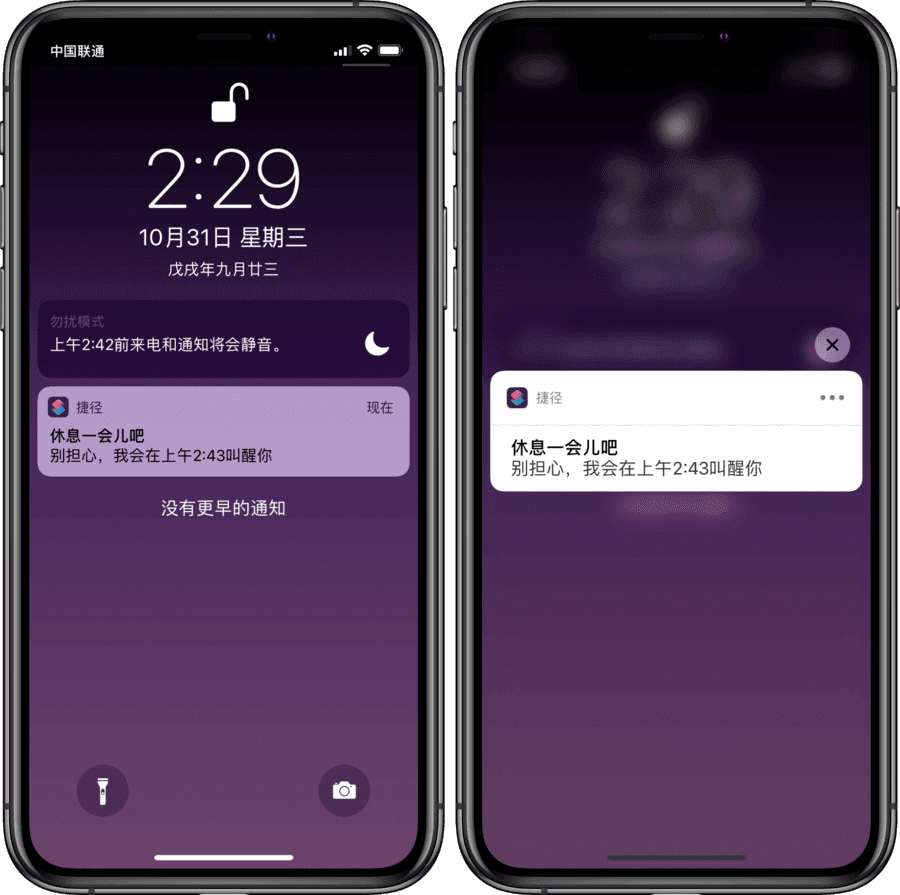 中国联通
2:29
10月31日 星期三
戊戌年九月廿三
勿扰模式
上午2:42前来电和通知将会静音。
捷径 现在
休息一会儿吧
别担心，我会在上午2:43叫醒你
没有更早的通知
捷径
休息一会儿吧
别担心，我会在上午2:43叫醒你